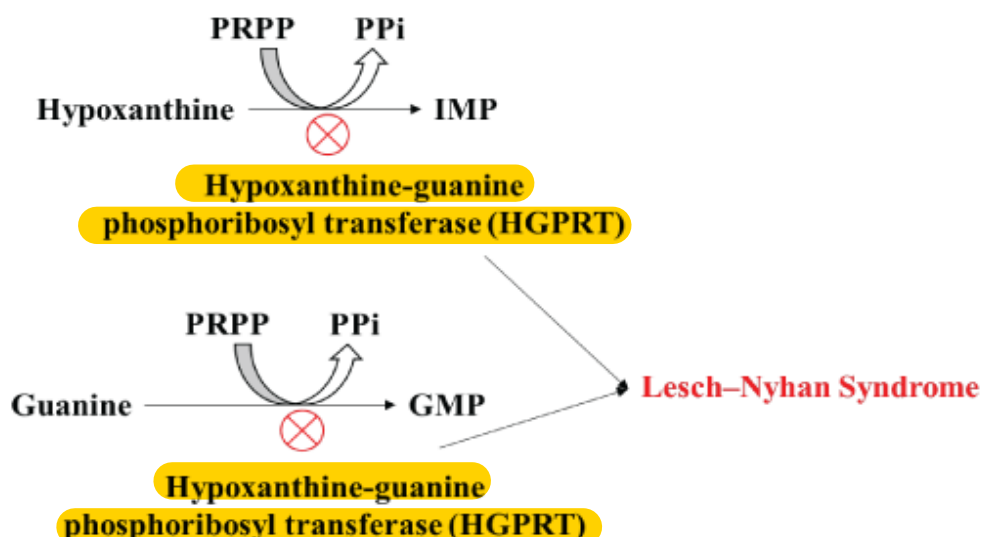 PRPP PPi
Hypoxanthine IMP
Hypoxanthine-guanine
phosphoribosyl transferase (HGPRT)
PRPP PPi
Guanine GMP
Lesch–Nyhan Syndrome
Hypoxanthine-guanine
phosphoribosyl transferase (HGPRT)